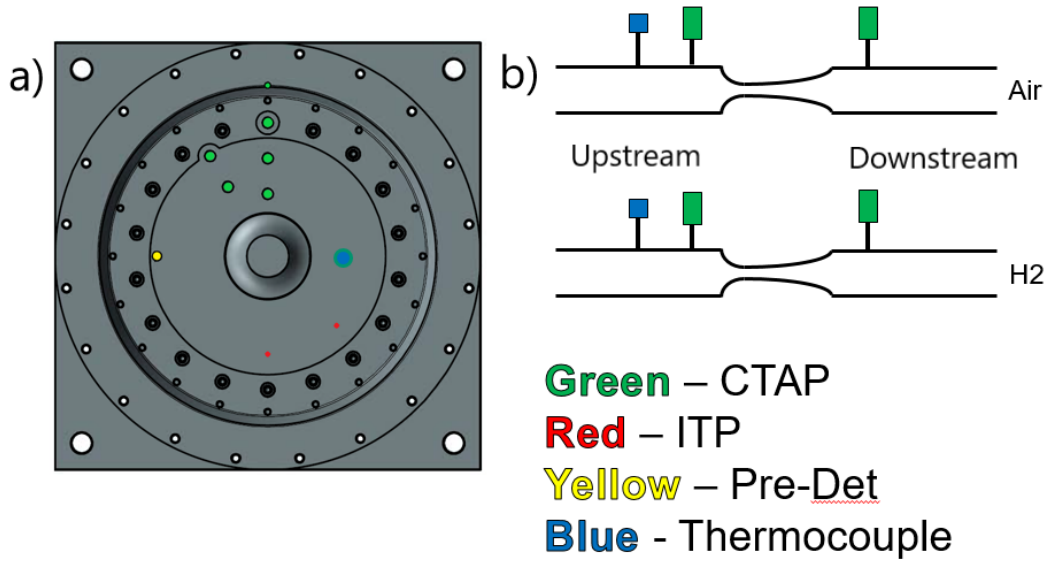 a)
b)
Air
Upstream
Downstream
H2
Green – CTAP
Red – ITP
Yellow – Pre-Det
Blue - Thermocouple